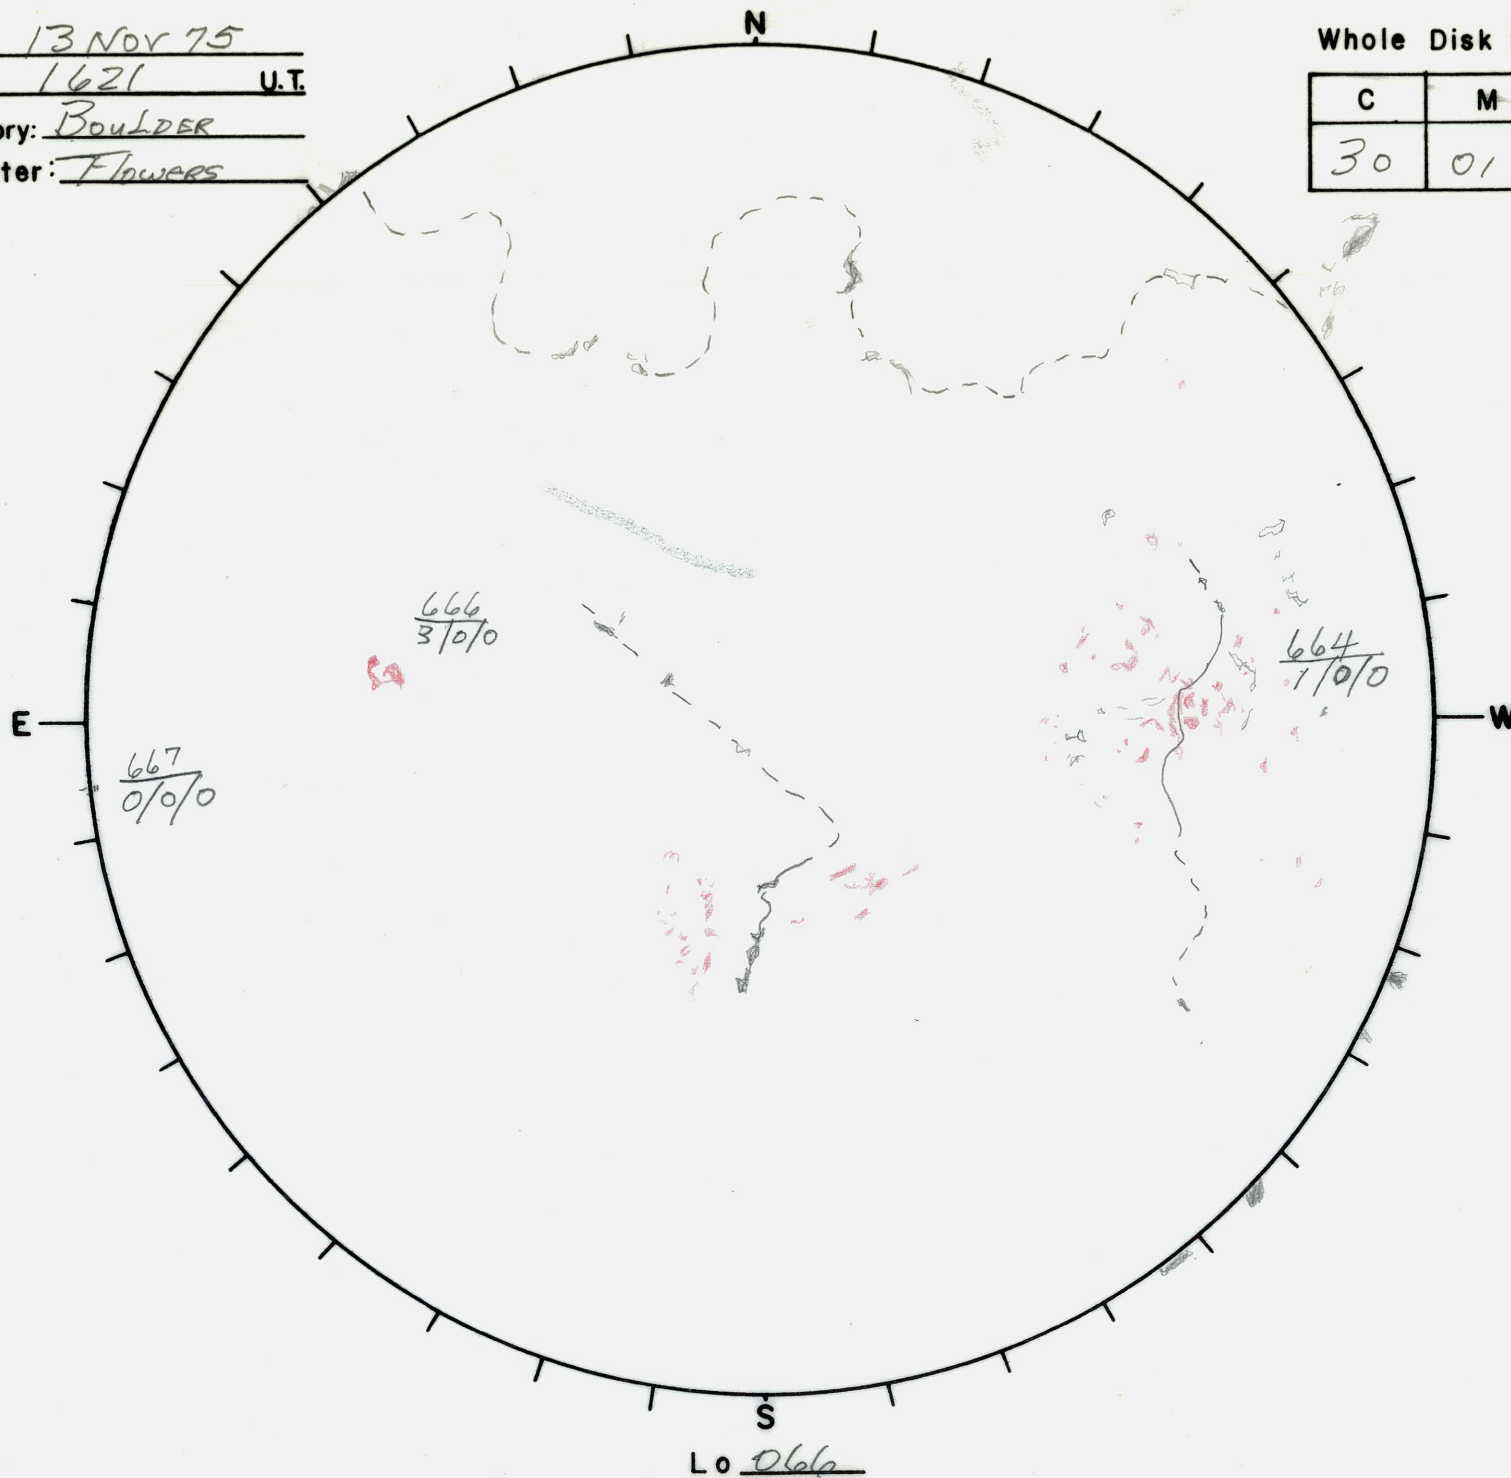 13 Nov 75
1621 U.T.
ory: BOULDER
ter: Flowers
N
Whole Disk
C M
30 01
666
3/0/0
664
1/0/0
E
W
667
0/0/0
S
Lo 066